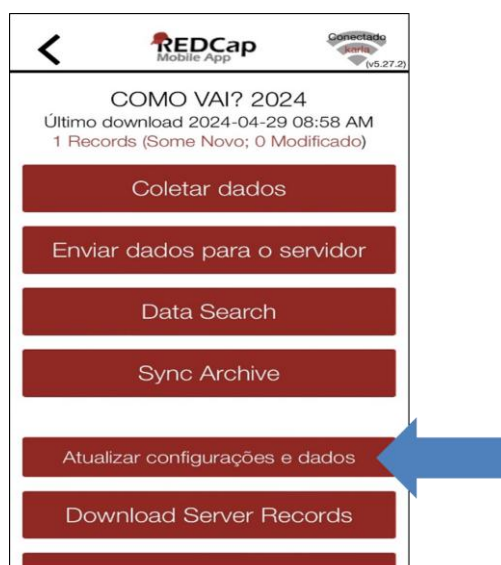 REDCap
Mobile App
Conectado
karla
(v5.27.2)
COMO VAI? 2024
Último download 2024-04-29 08:58 AM
1 Records (Some Novo; 0 Modificado)
Coletar dados
Enviar dados para o servidor
Data Search
Sync Archive
Atualizar configurações e dados
Download Server Records